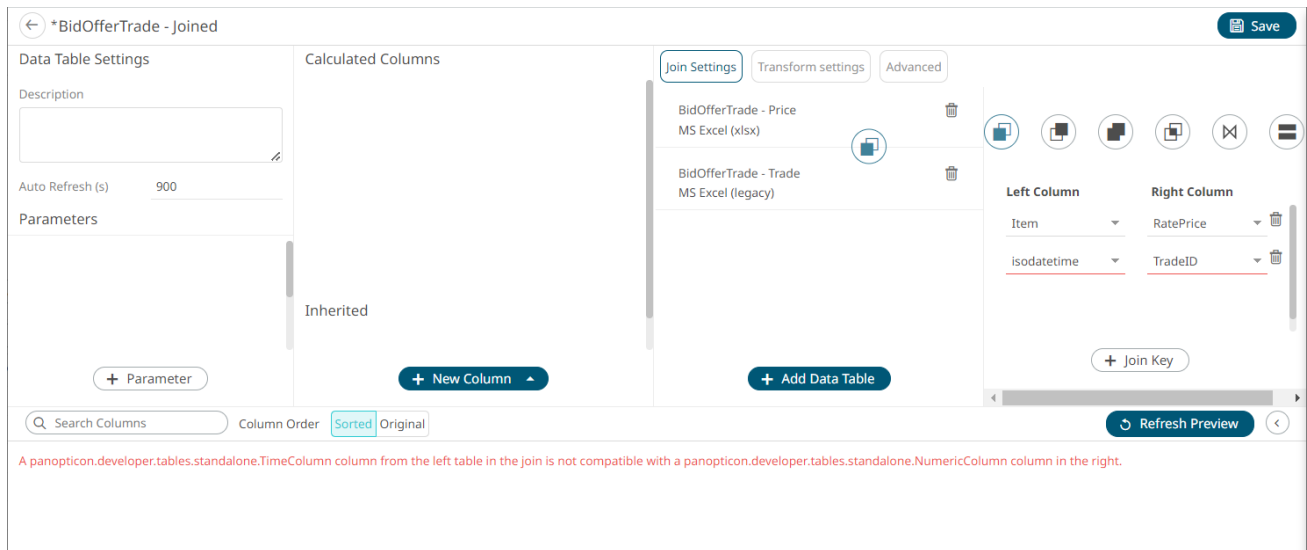 *BidOfferTrade - Joined
Save
Data Table Settings
Description
Auto Refresh (s) 900
Parameters
+ Parameter
Calculated Columns
Inherited
+ New Column
Join Settings Transform settings Advanced
BidOfferTrade - Price
MS Excel (xlsx)
BidOfferTrade - Trade
MS Excel (legacy)
+ Add Data Table
Left Column Right Column
Item RatePrice
isodatetime TradeID
+ Join Key
Search Columns Column Order Sorted Original Refresh Preview
A panopticon.developer.tables.standalone.TimeColumn column from the left table in the join is not compatible with a panopticon.developer.tables.standalone.NumericColumn column in the right.